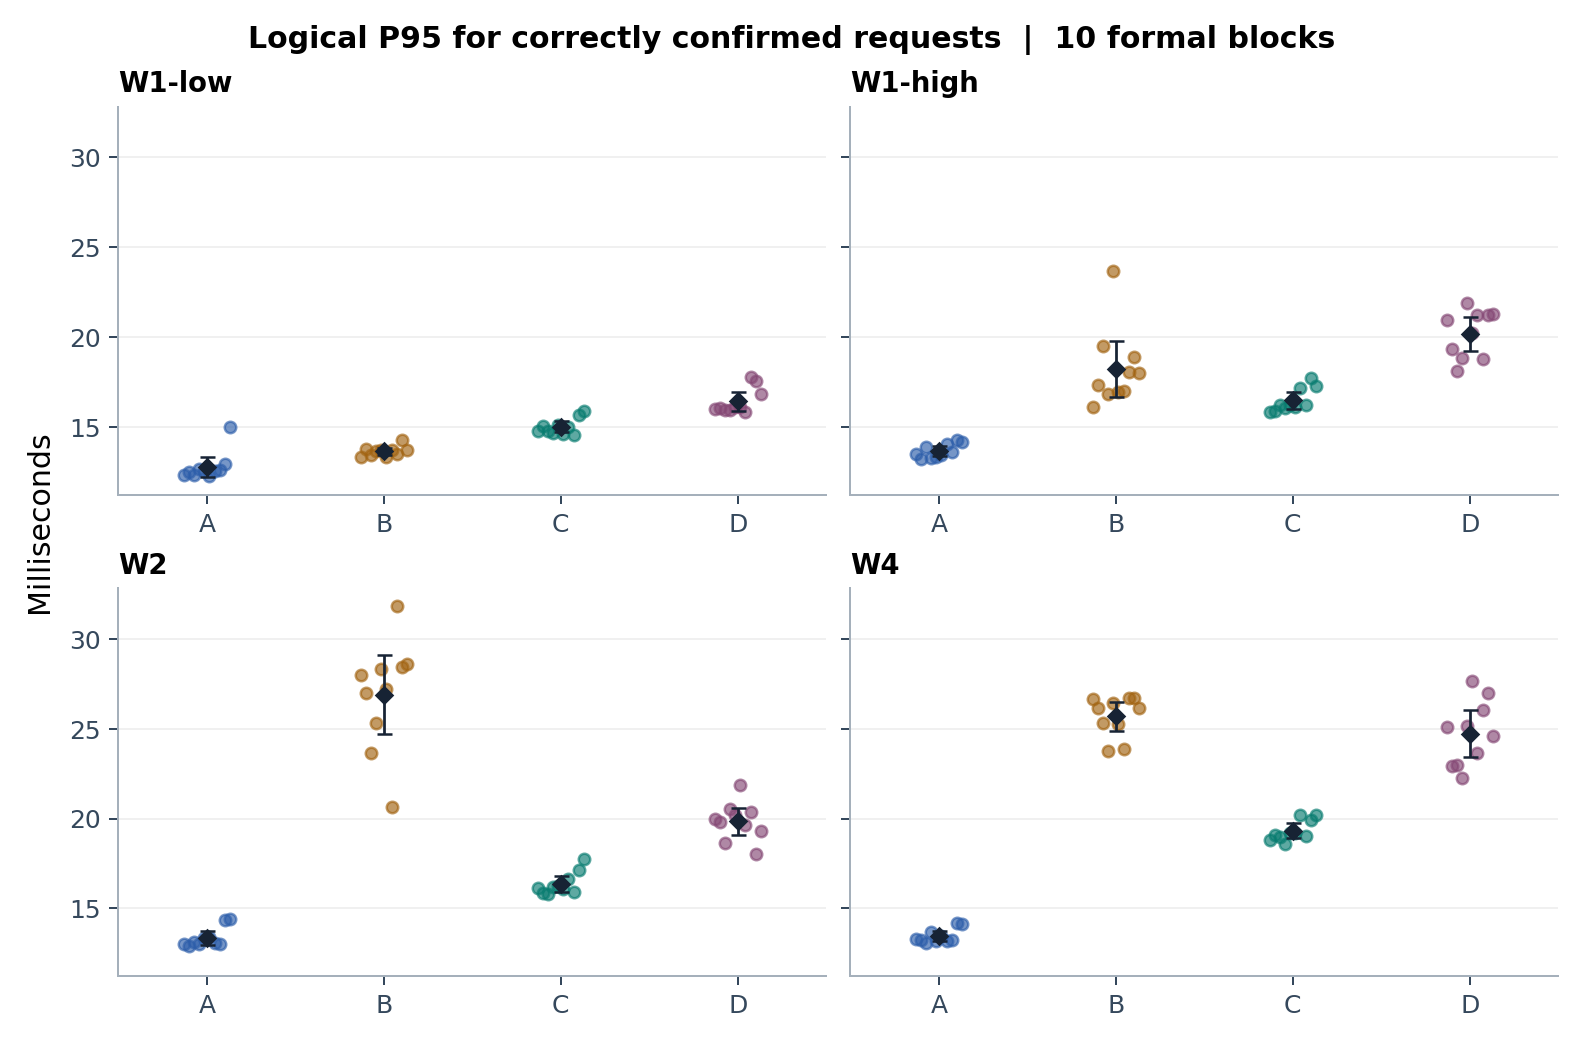 Logical P95 for correctly confirmed requests | 10 formal blocks
W1-low
W1-high
30
25
20
15
A B C D
A B C D
Milliseconds
W2
W4
30
25
20
15
A B C D
A B C D